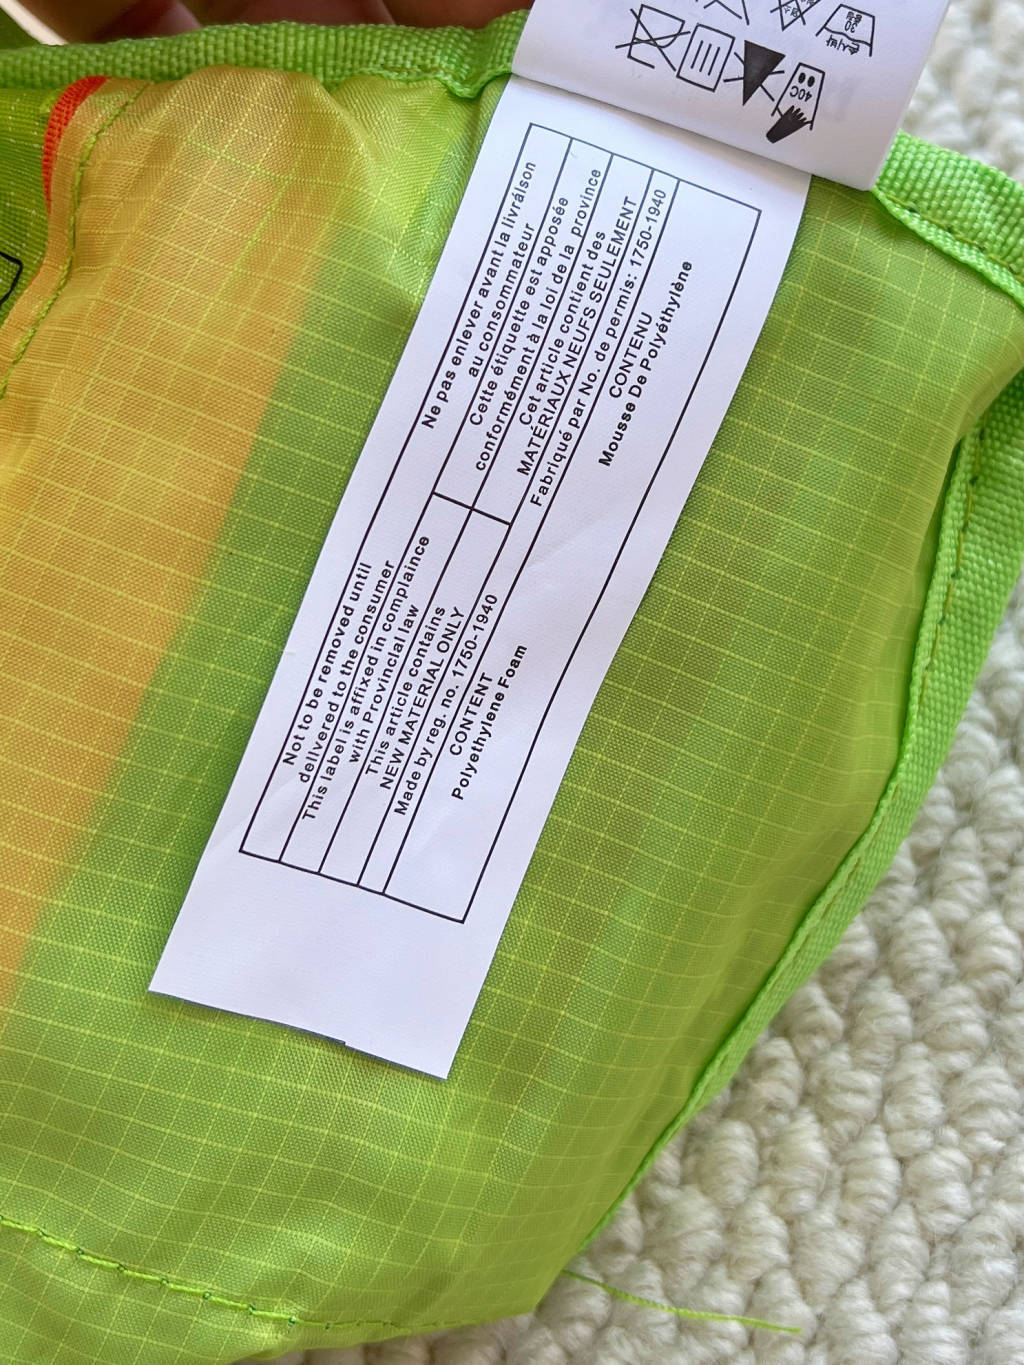 Not to be removed until
delivered to the consumer
This label is affixed in complaince
with Provincial law
This article contains
NEW MATERIAL ONLY
Made by reg. no. 1750-1940
CONTENT
Polyethylene Foam
Ne pas enlever avant la livraison
au consommateur
Cette étiquette est apposée
conformément à la loi de la province
Cet article contient des
MATÉRIAUX NEUFS SEULEMENT
Fabriqué par No. de permis: 1750-1940
CONTENU
Mousse De Polyéthylène
40C
30